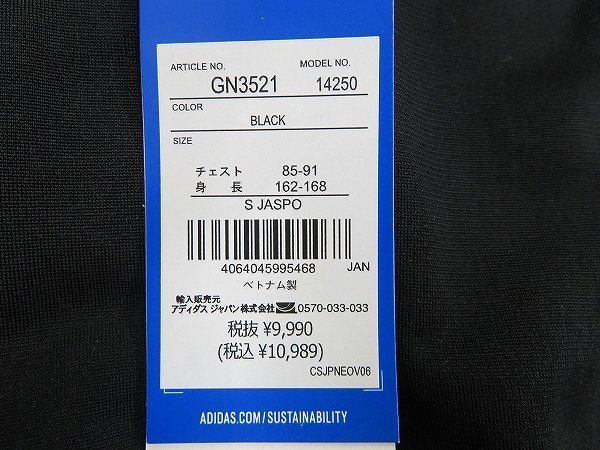 ARTICLE NO. MODEL NO.
GN3521 14250
COLOR
BLACK
SIZE
チェスト 85-91
身 長 162-168
S JASPO
4064045995468 JAN
ベトナム製
輸入販売元
アディダス ジャパン株式会社 0570-033-033
税抜 ¥9,990
(税込 ¥10,989)
CSJPNEOV06
ADIDAS.COM/SUSTAINABILITY